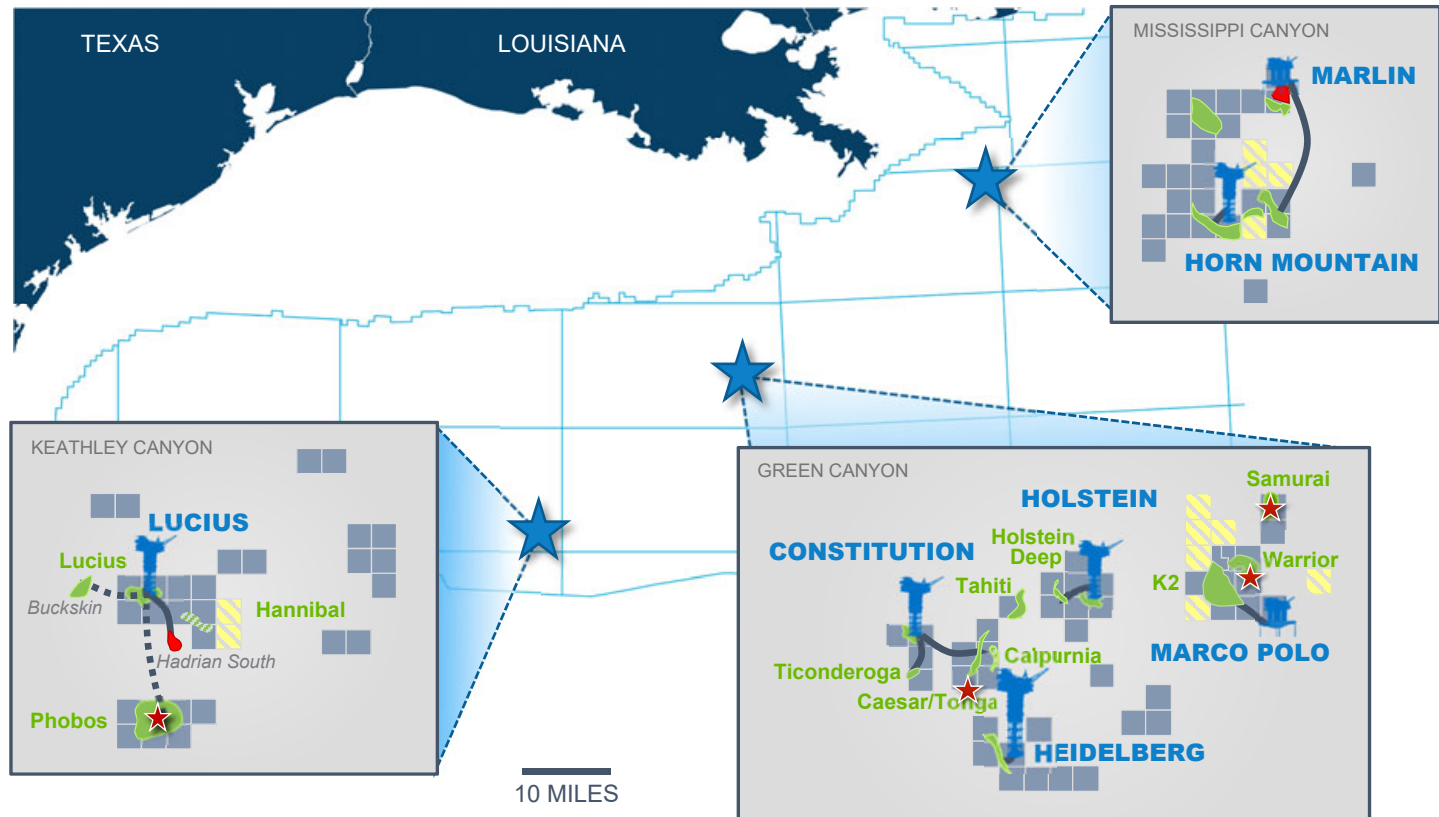 TEXAS
LOUISIANA
MISSISSIPPI CANYON
MARLIN
HORN MOUNTAIN
KEATHLEY CANYON
LUCIUS
Lucius
Buckskin
Hannibal
Hadrian South
Phobos
10 MILES
GREEN CANYON
Samurai
HOLSTEIN
Holstein
Deep
CONSTITUTION
Tahiti
Warrior
K2
MARCO POLO
Calpurnia
Ticonderoga
Caesar/Tonga
HEIDELBERG